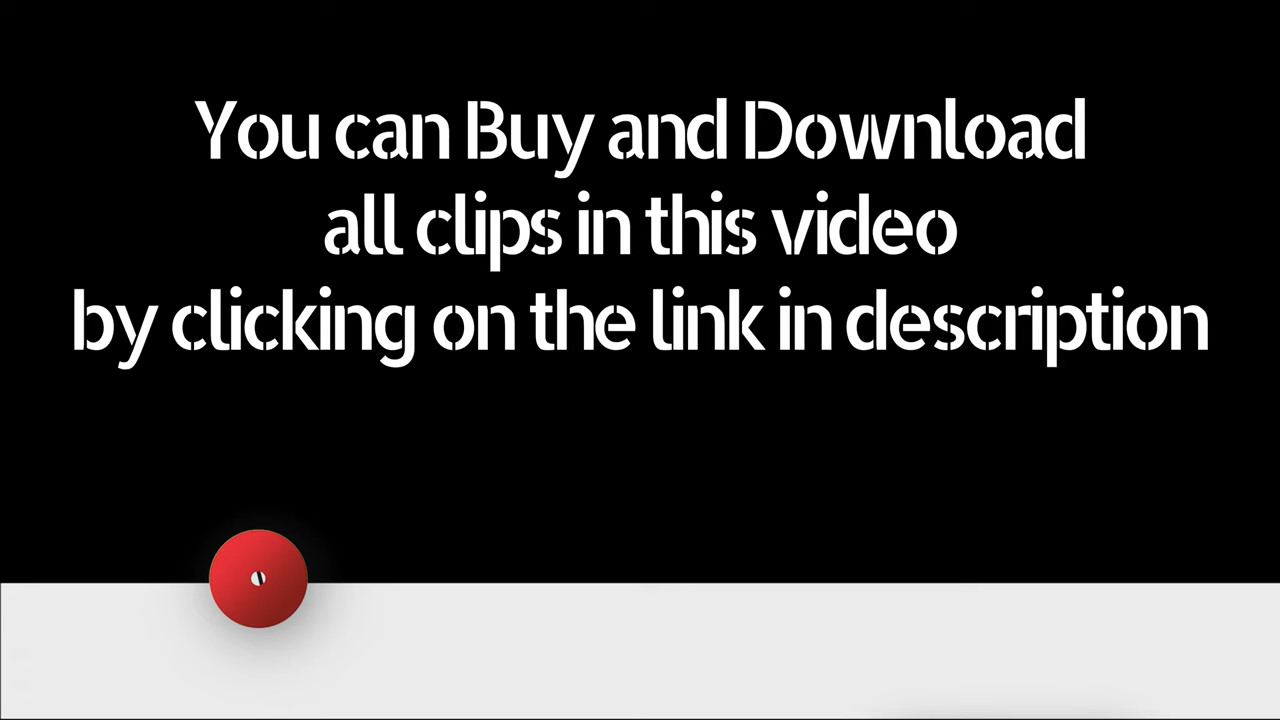 You can Buy and Download
all clips in this video
by clicking on the link in description